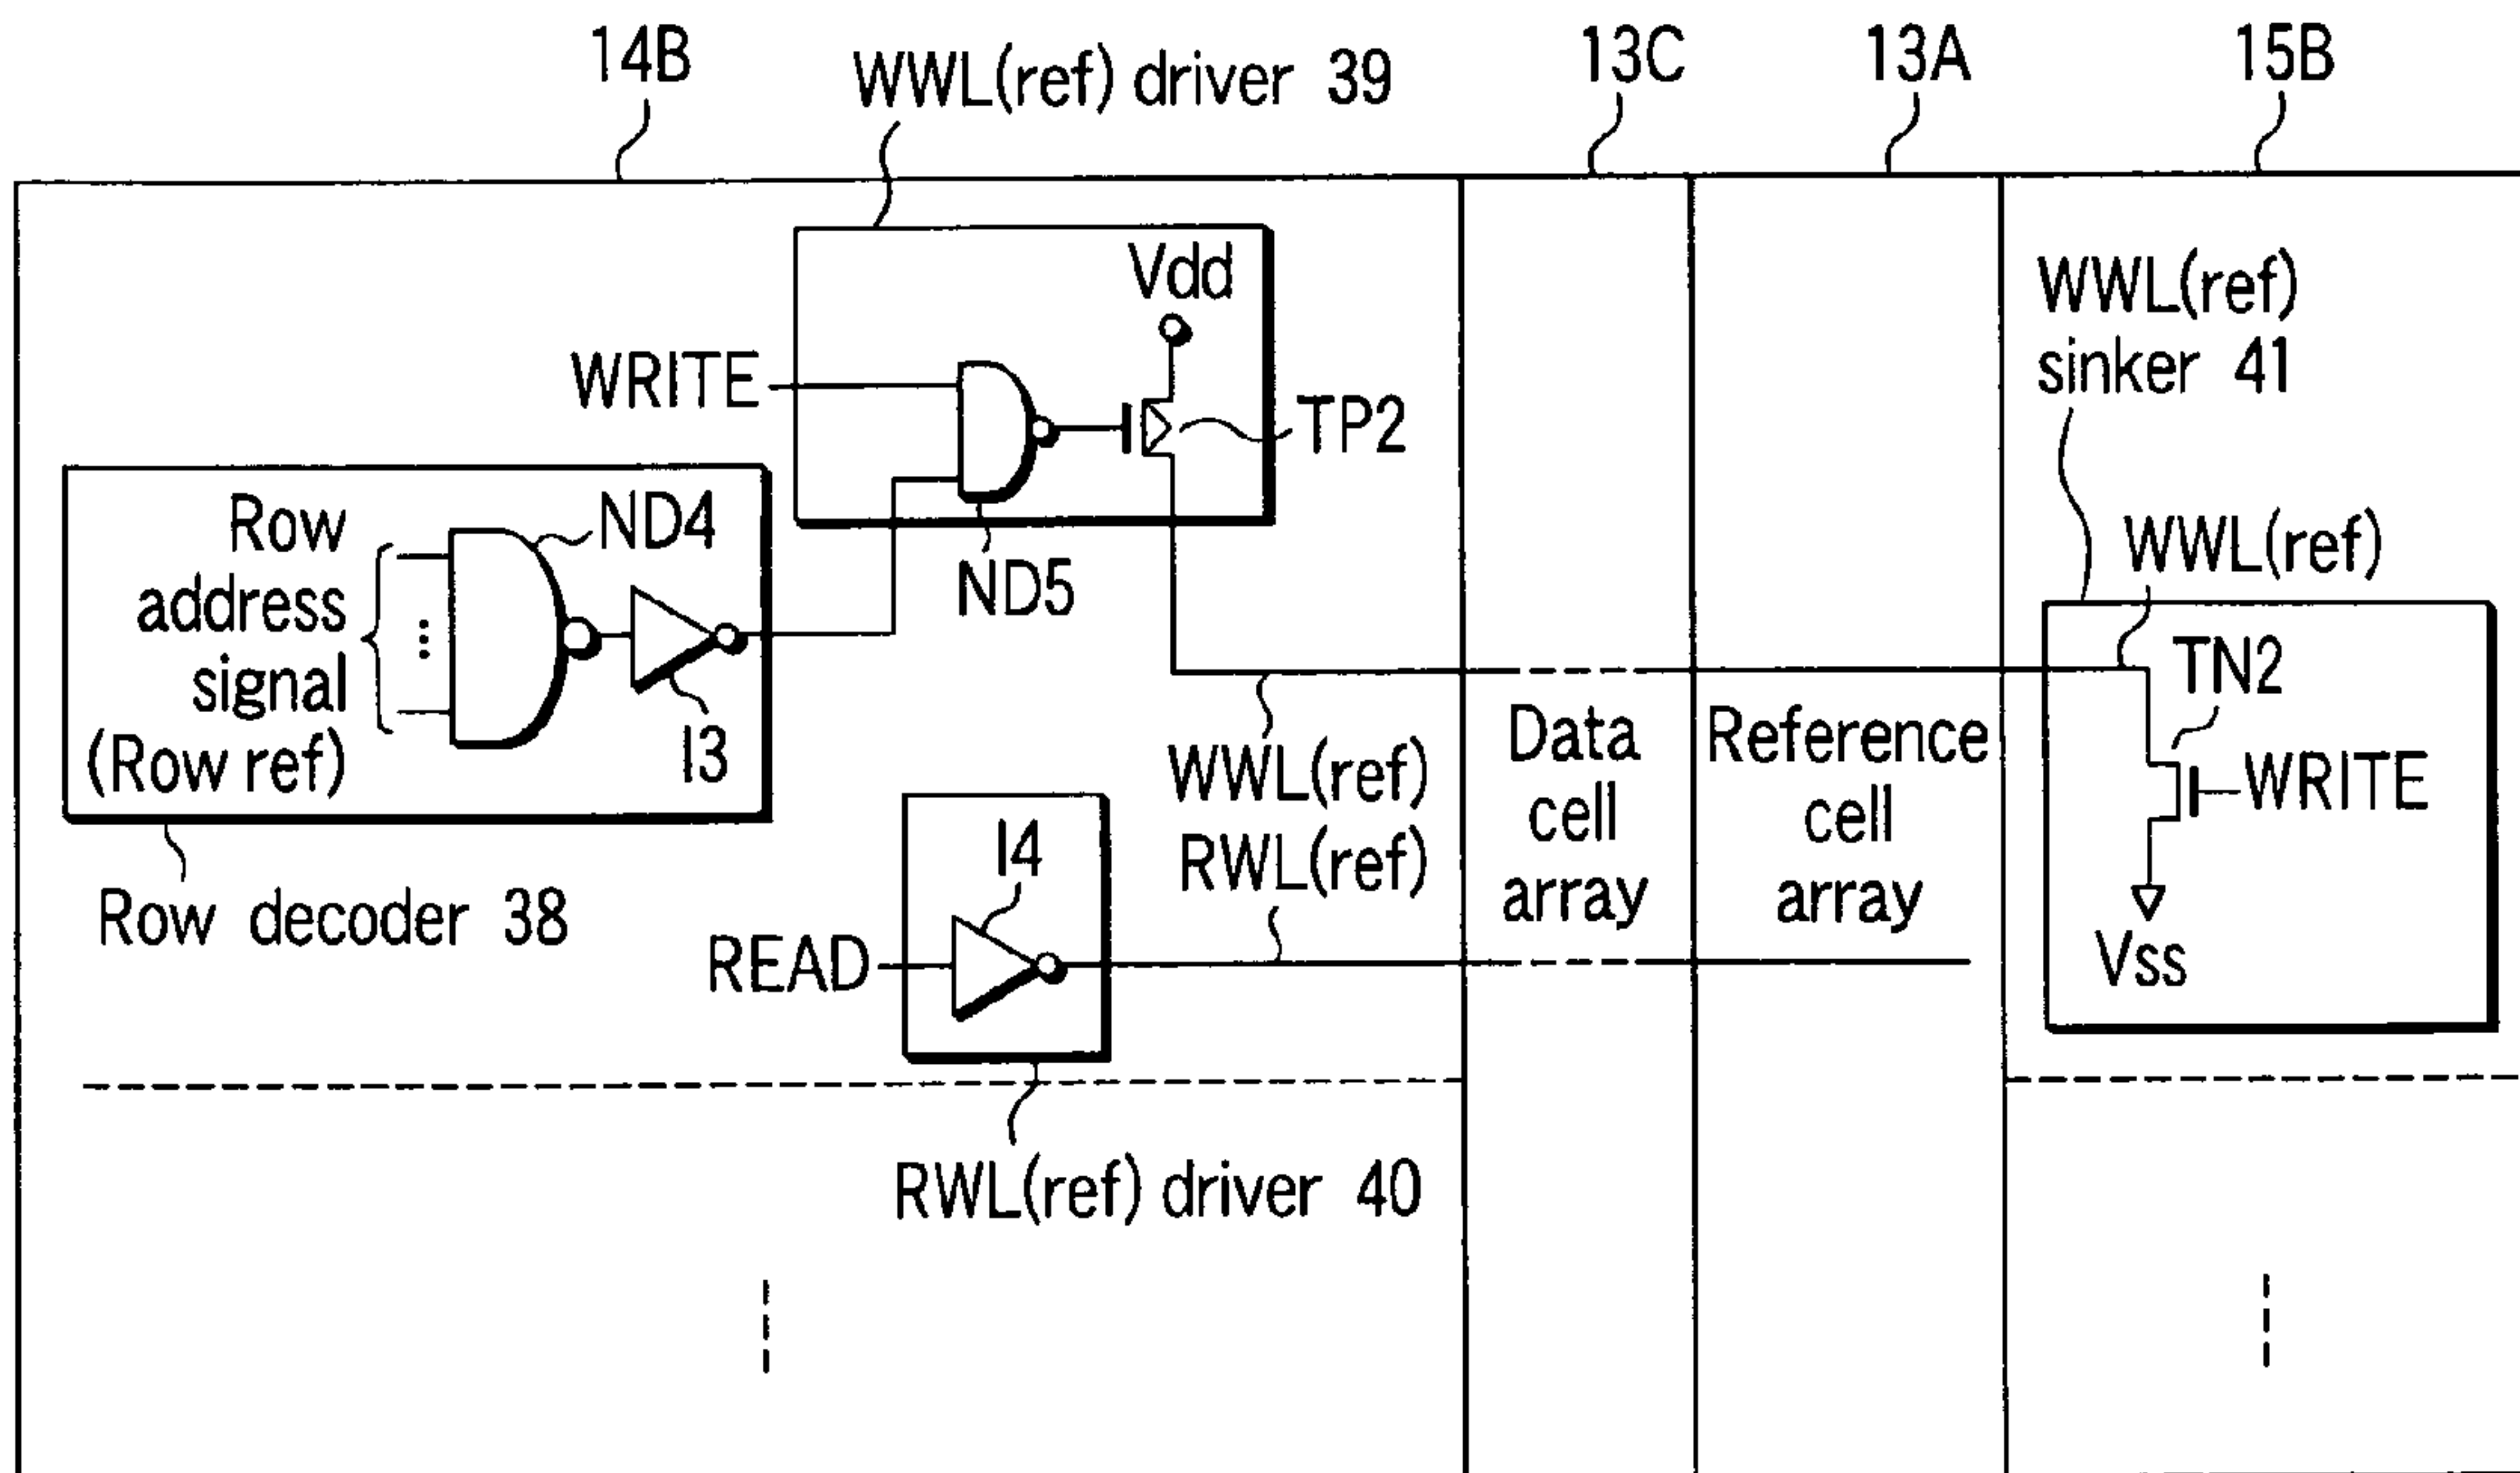 14B
WWL(ref) driver 39
13C
13A
15B
Vdd
WWL(ref)
sinker 41
WRITE
TP2
Row
address
signal
(Row ref)
ND4
ND5
WWL(ref)
I3
TN2
WWL(ref)
RWL(ref)
Data
cell
array
Reference
cell
array
WRITE
I4
Row decoder 38
READ
Vss
RWL(ref) driver 40